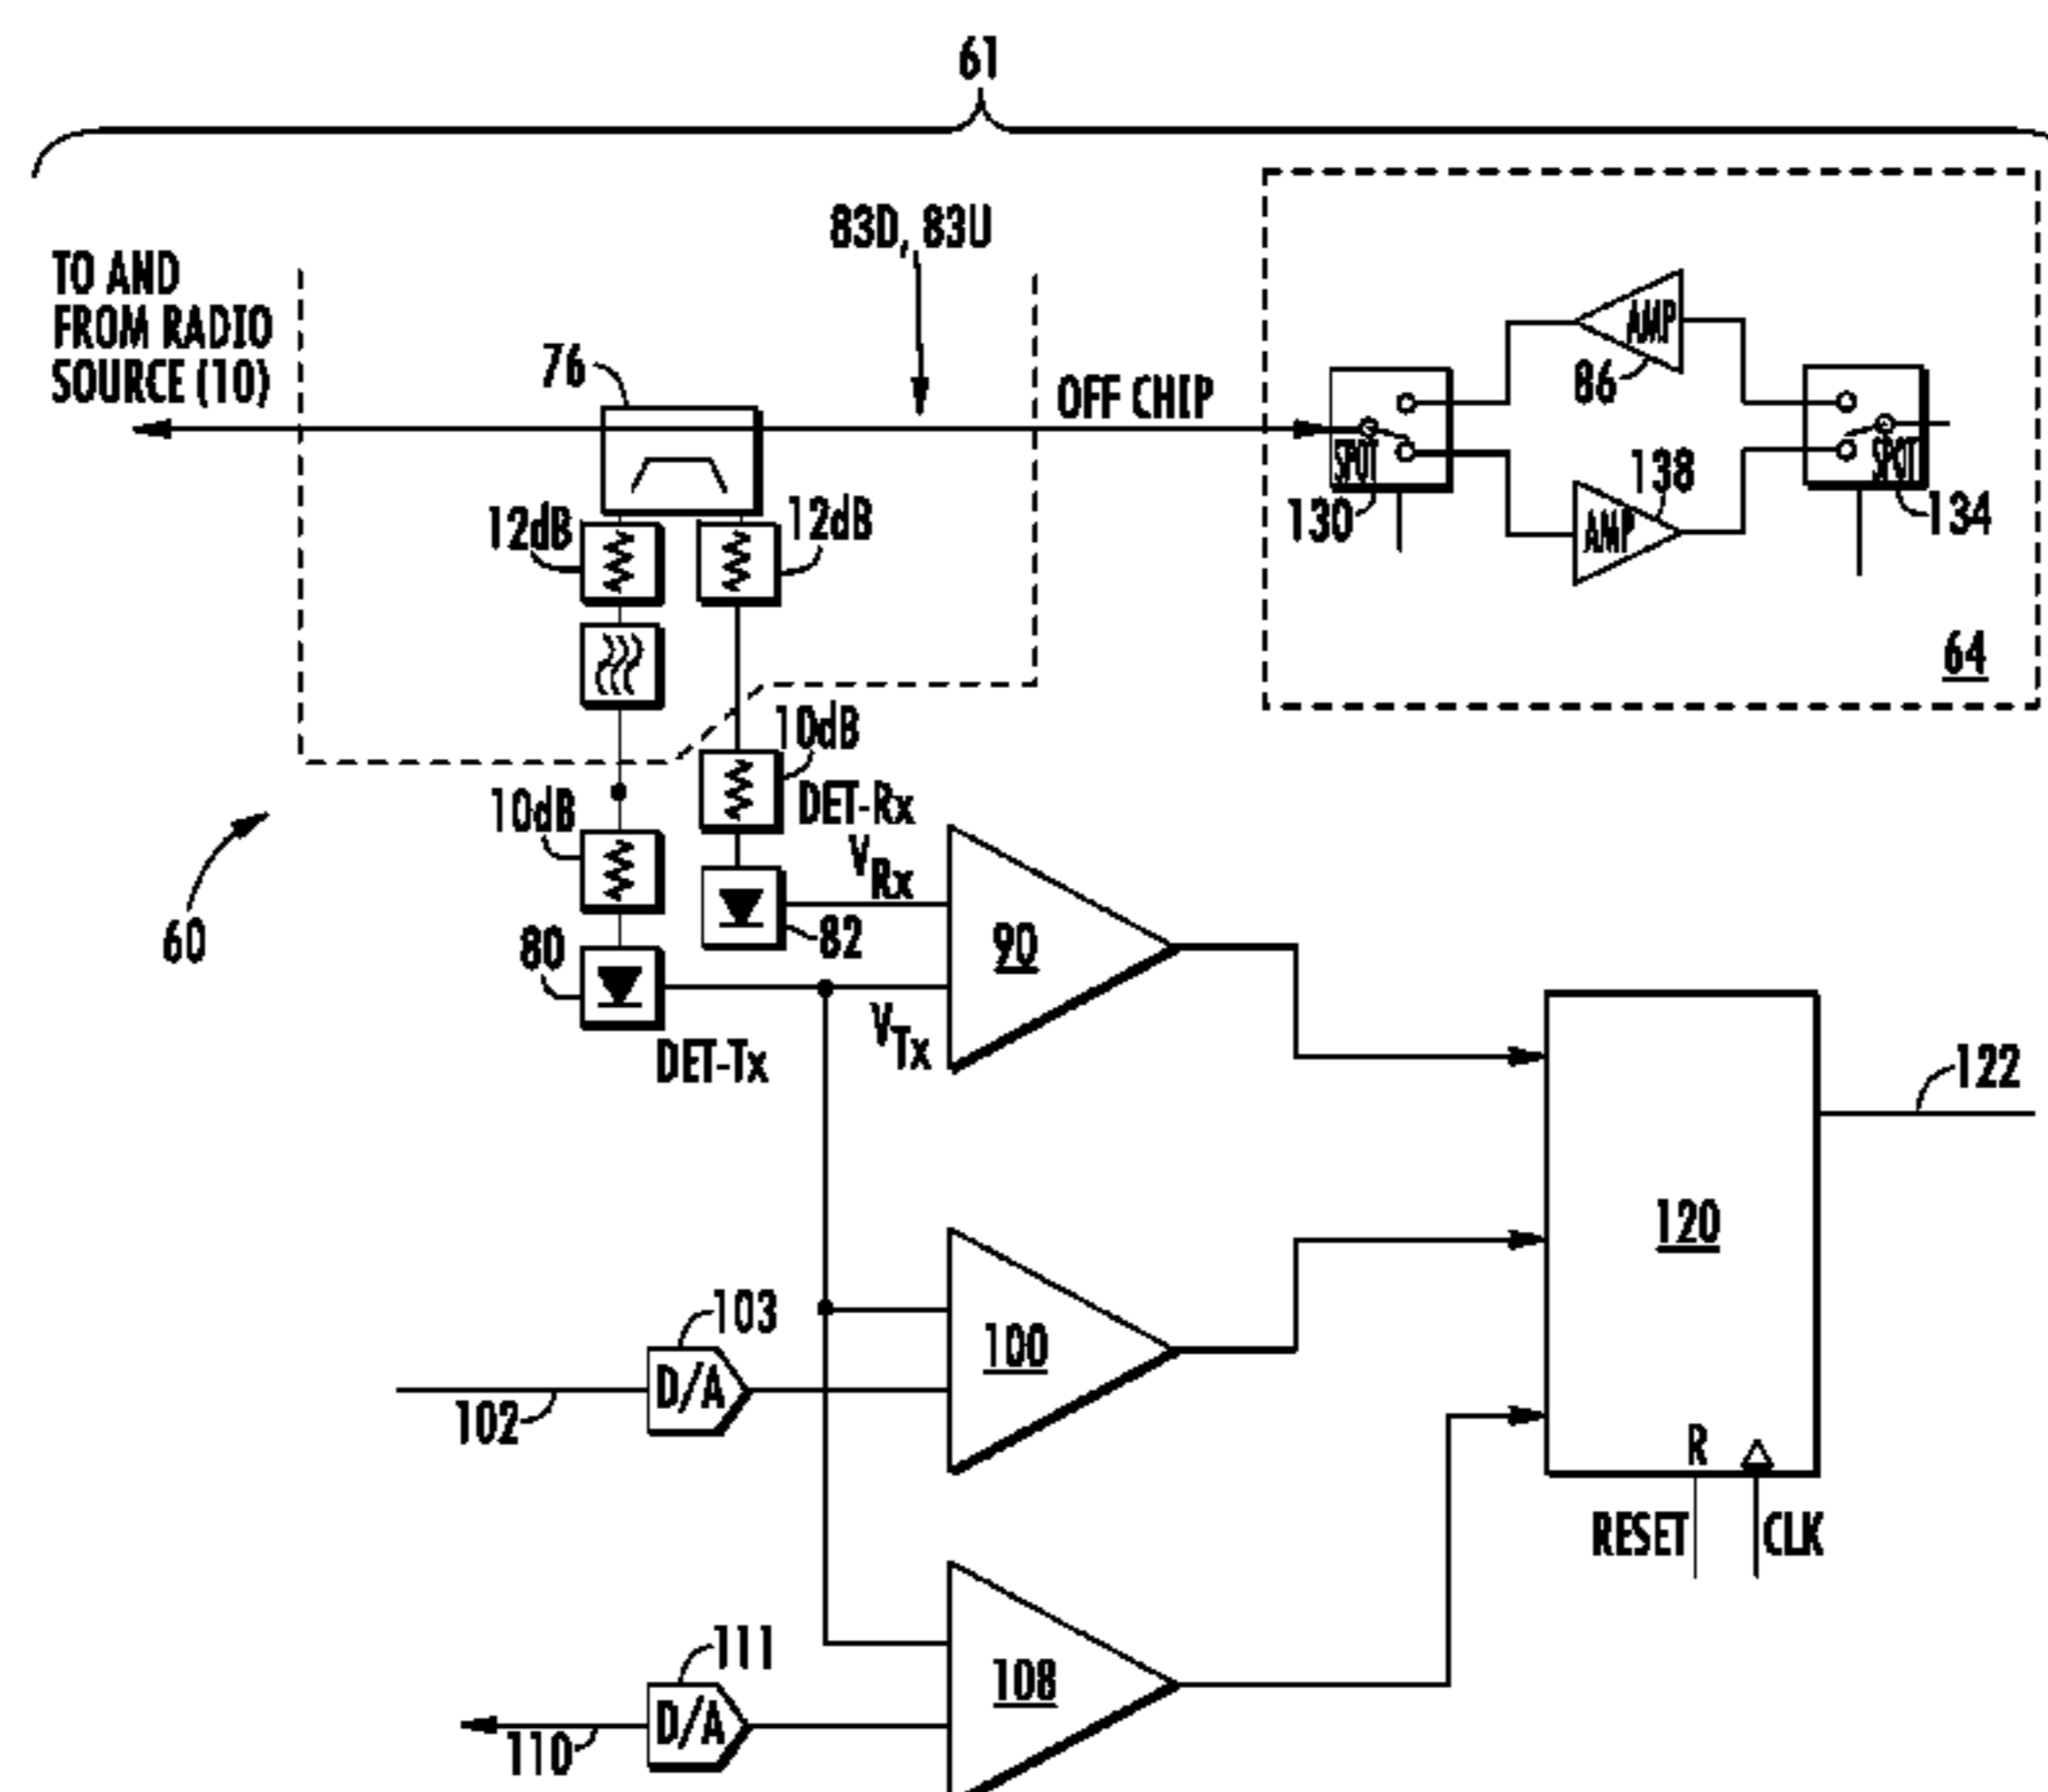 61
83D, 83U
TO AND
FROM RADIO
SOURCE (10)
76
OFF CHIP
AMP
86
SPDT
130
138
AMP
SPST
134
64
12dB
12dB
10dB
10dB
DET-Rx
VRx
60
80
82
90
VTx
DET-Tx
122
120
103
D/A
102
100
R
RESET
CLK
111
D/A
110
108